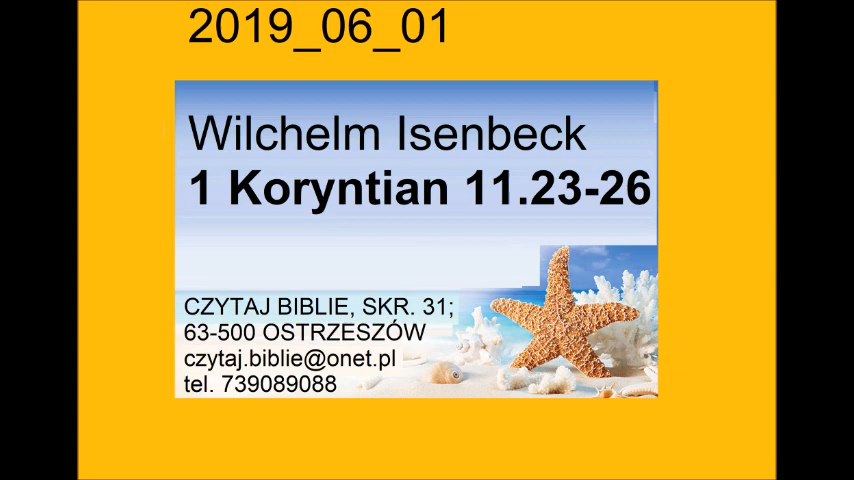 2019_06_01
Wilchelm Isenbeck
1 Koryntian 11.23-26
CZYTAJ BIBLIE, SKR. 31;
63-500 OSTRZESZÓW
czytaj.biblie@onet.pl
tel. 739089088